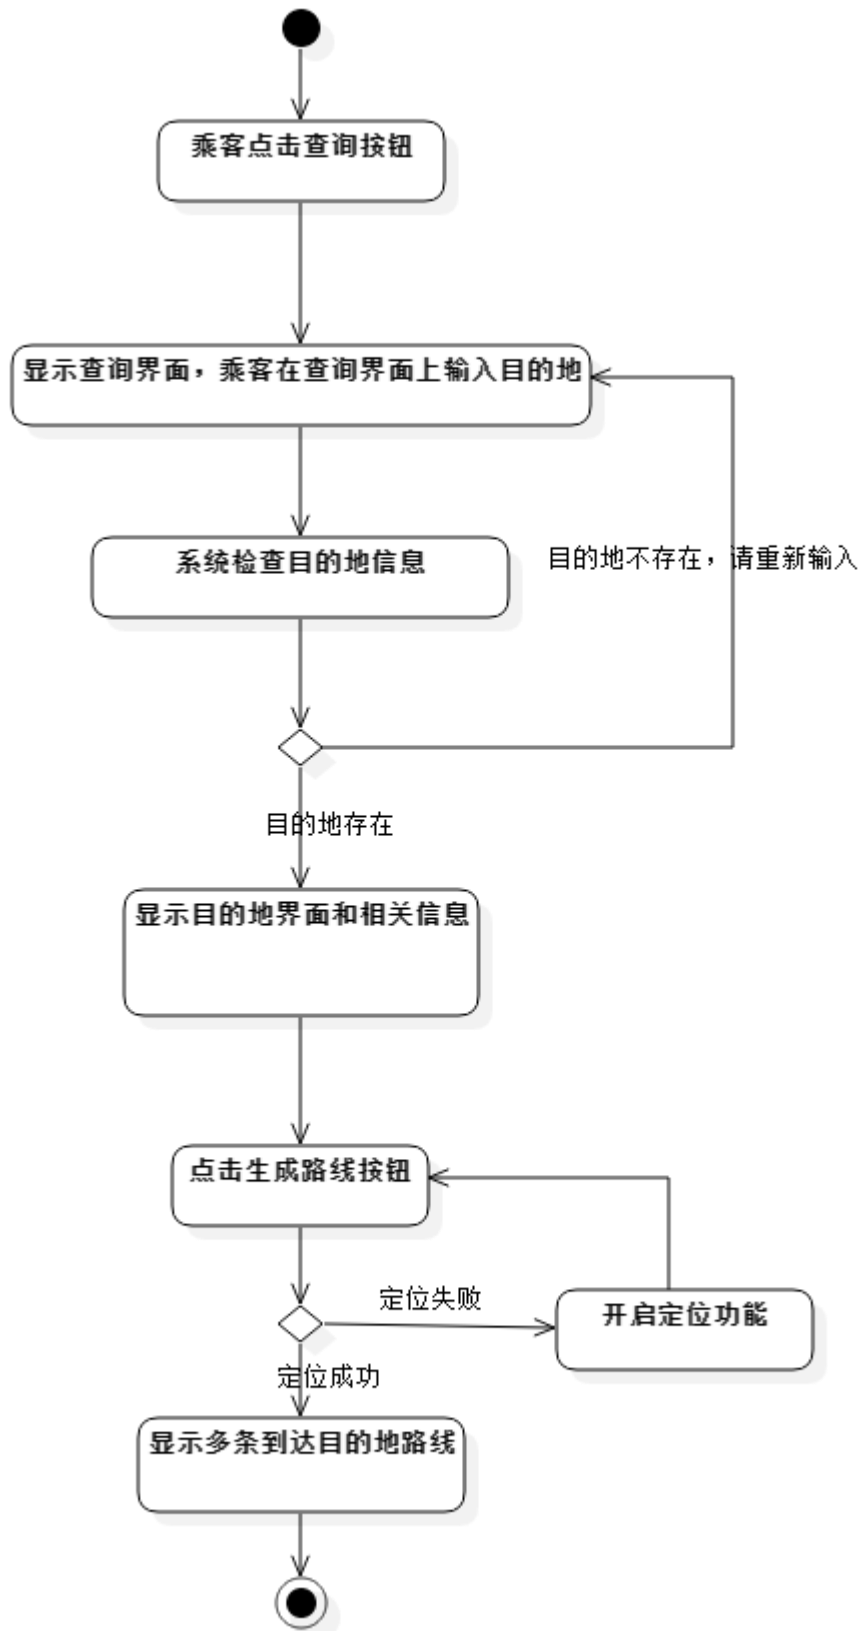 乘客点击查询按钮
显示查询界面，乘客在查询界面上输入目的地
系统检查目的地信息
目的地不存在，请重新输入
目的地存在
显示目的地界面和相关信息
点击生成路线按钮
定位失败
开启定位功能
定位成功
显示多条到达目的地路线